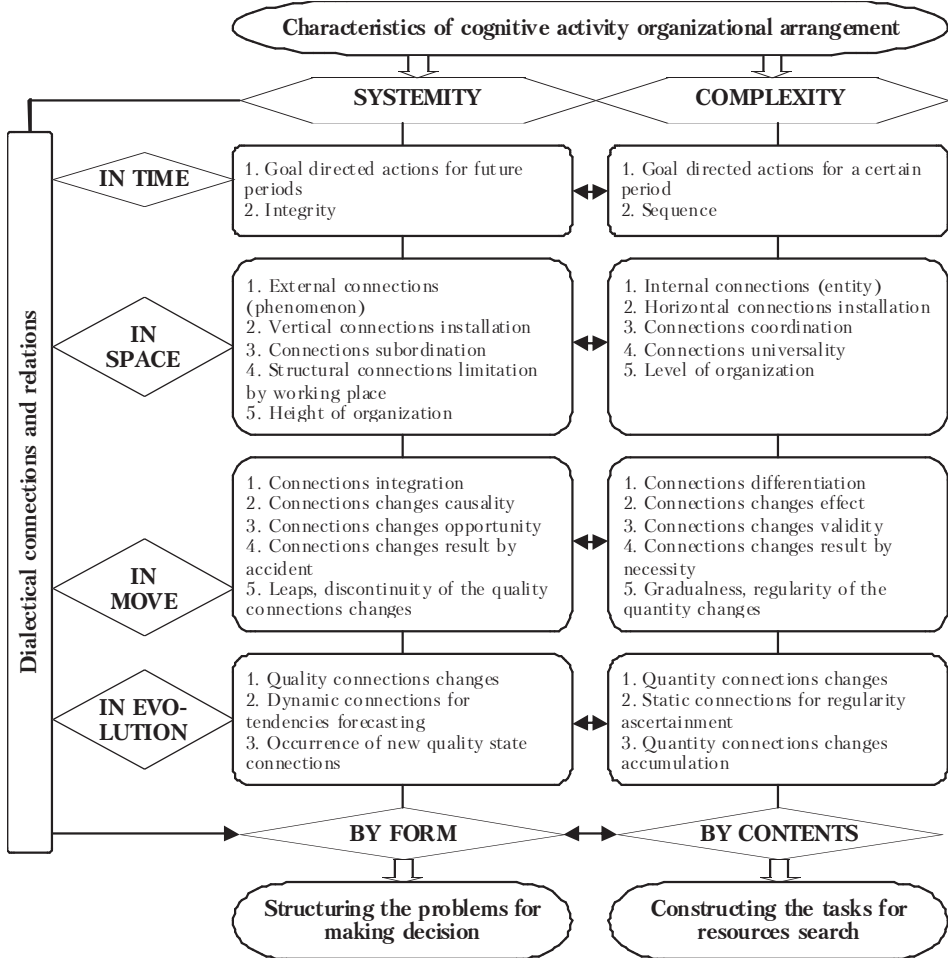 Characteristics of cognitive activity organizational arrangement
SYSTEMITY
COMPLEXITY
Dialectical connections and relations
IN TIME
1. Goal directed actions for future
periods
2. Integrity
1. Goal directed actions for a certain
period
2. Sequence
IN
SPACE
1. External connections
(phenomenon)
2. Vertical connections installation
3. Connections subordination
4. Structural connections limitation
by working place
5. Height of organization
1. Internal connections (entity)
2. Horizontal connections installation
3. Connections coordination
4. Connections universality
5. Level of organization
IN
MOVE
1. Connections integration
2. Connections changes causality
3. Connections changes opportunity
4. Connections changes result by
accident
5. Leaps, discontinuity of the quality
connections changes
1. Connections differentiation
2. Connections changes effect
3. Connections changes validity
4. Connections changes result by
necessity
5. Gradualness, regularity of the
quantity changes
IN EVO-
LUTION
1. Quality connections changes
2. Dynamic connections for
tendencies forecasting
3. Occurrence of new quality state
connections
1. Quantity connections changes
2. Static connections for regularity
ascertainment
3. Quantity connections changes
accumulation
BY FORM
BY CONTENTS
Structuring the problems for
making decision
Constructing the tasks for
resources search